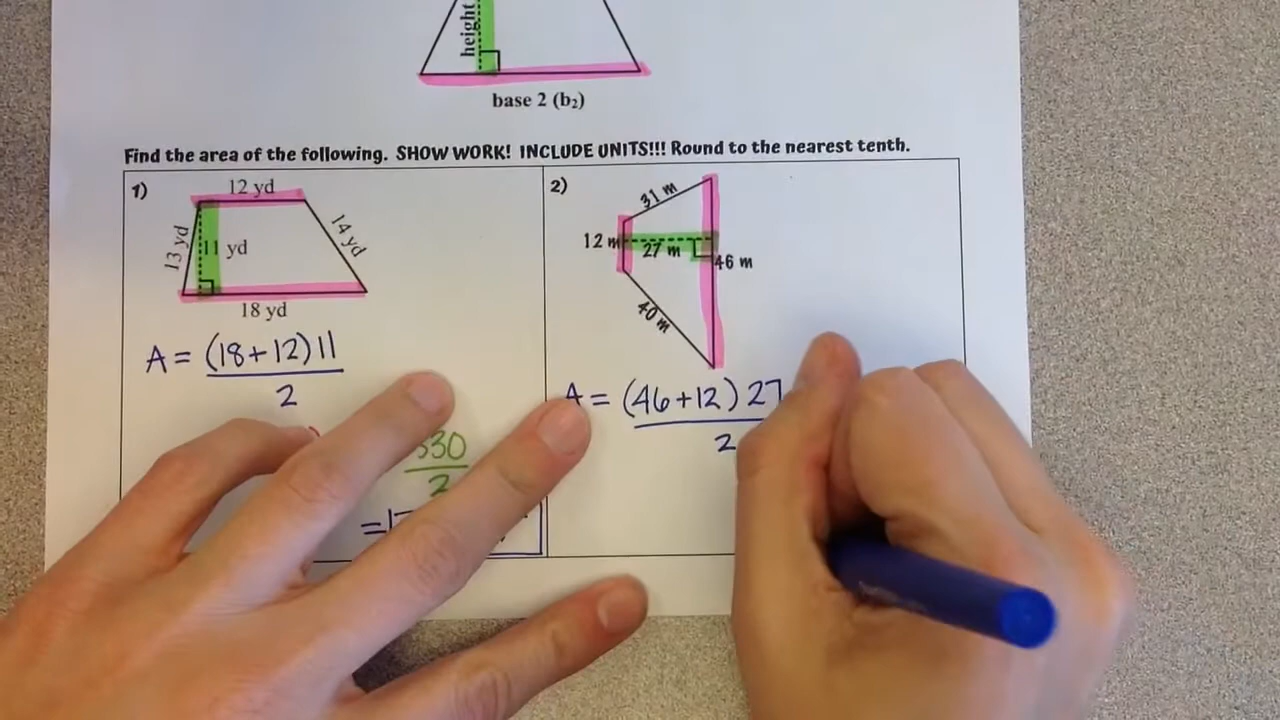 height
base 2 (b₂)
Find the area of the following. SHOW WORK! INCLUDE UNITS!!! Round to the nearest tenth.
1)
12 yd
13 yd
11 yd
14 yd
18 yd
A = (18+12)11
2
330
2
=17
2)
31 m
12 m
27 m
46 m
40 m
A = (46+12) 27
2